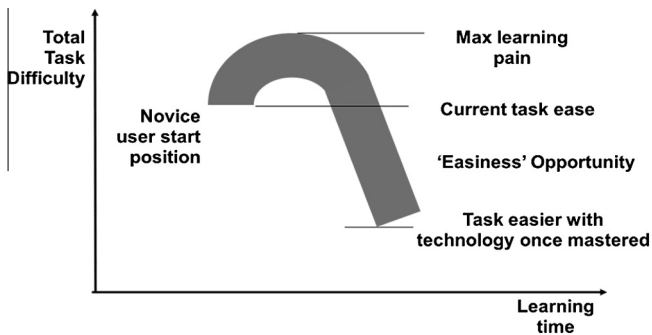 Total
Task
Difficulty
Max learning
pain
Current task ease
Novice
user start
position
‘Easiness’ Opportunity
Task easier with
technology once mastered
Learning
time